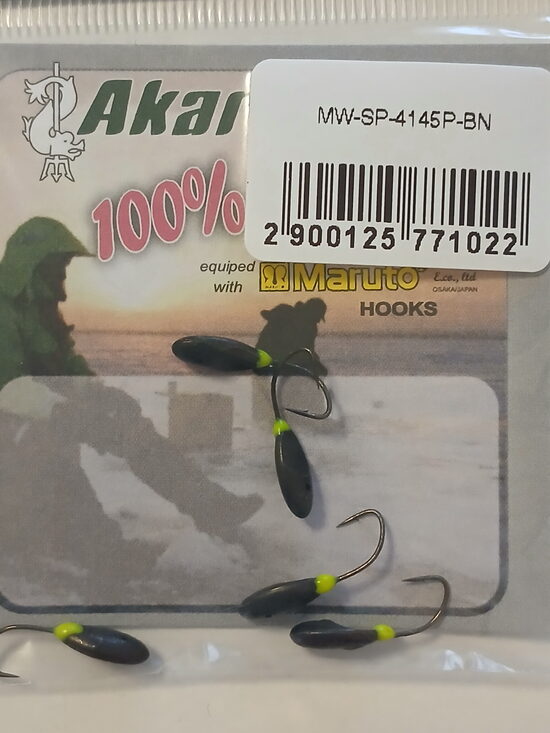 Akar
MW-SP-4145P-BN
2 900125 771022
100%
equiped
with
Maruto
E.co., ltd
OSAKA/JAPAN
HOOKS